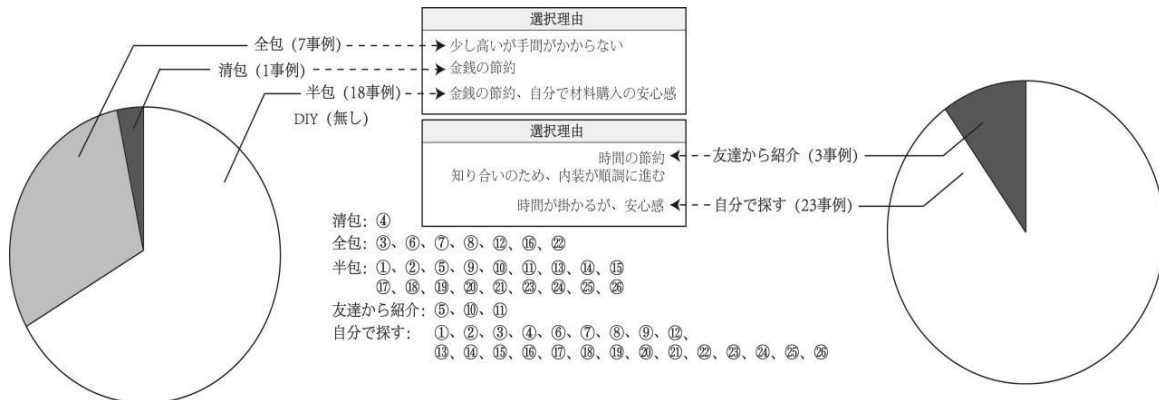 選択理由
全包 (7事例)
少し高いが手間がかからない
清包 (1事例)
金銭の節約
半包 (18事例)
金銭の節約、自分で材料購入の安心感
DIY (無し)
選択理由
時間の節約
友達から紹介 (3事例)
知り合いのため、内装が順調に進む
時間が掛かるが、安心感
自分で探す (23事例)
清包: ④
全包: ③、⑥、⑦、⑧、⑫、⑯、㉒
半包: ①、②、⑤、⑨、⑩、⑪、⑬、⑭、⑮
⑰、⑱、⑲、⑳、㉑、㉓、㉔、㉕、㉖
友達から紹介: ⑤、⑩、⑪
自分で探す: ①、②、③、④、⑥、⑦、⑧、⑨、⑫、
⑬、⑭、⑮、⑯、⑰、⑱、⑲、⑳、㉑、㉒、㉓、㉔、㉕、㉖